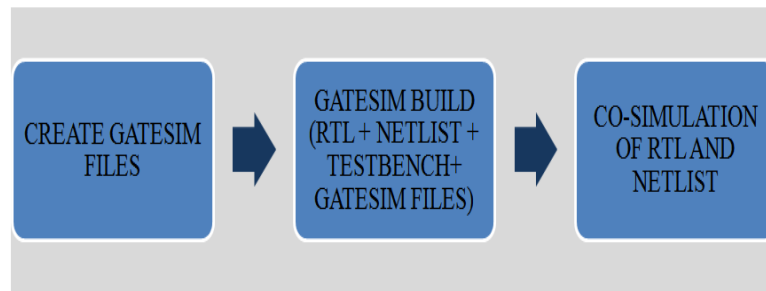 CREATE GATESIM
FILES
GATESIM BUILD
(RTL + NETLIST +
TESTBENCH+
GATESIM FILES)
CO-SIMULATION
OF RTL AND
NETLIST